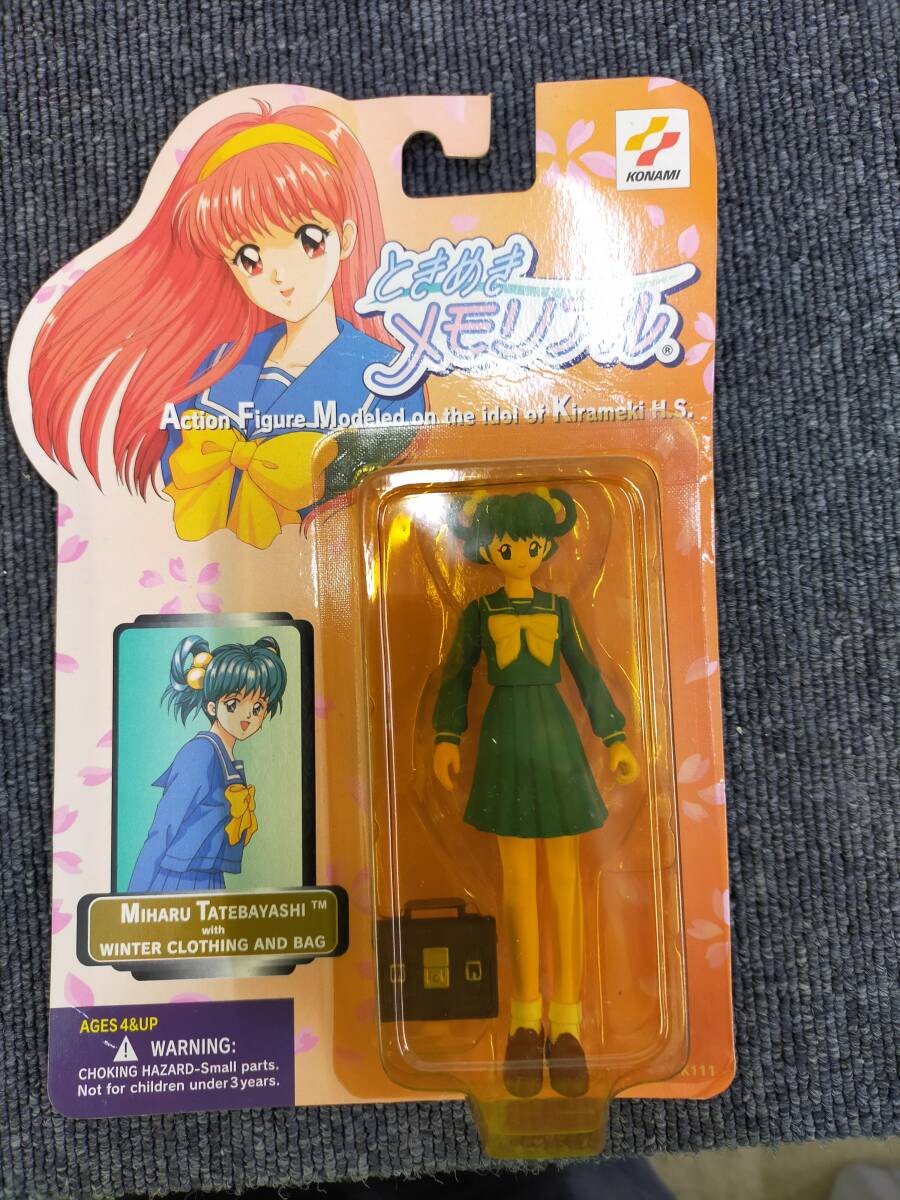 KONAMI
ときめき
メモリアル®
Action Figure Modeled on the idol of Kirameki H.S.
MIHARU TATEBAYASHI ™
with
WINTER CLOTHING AND BAG
AGES 4&UP
WARNING:
CHOKING HAZARD-Small parts.
Not for children under 3 years.